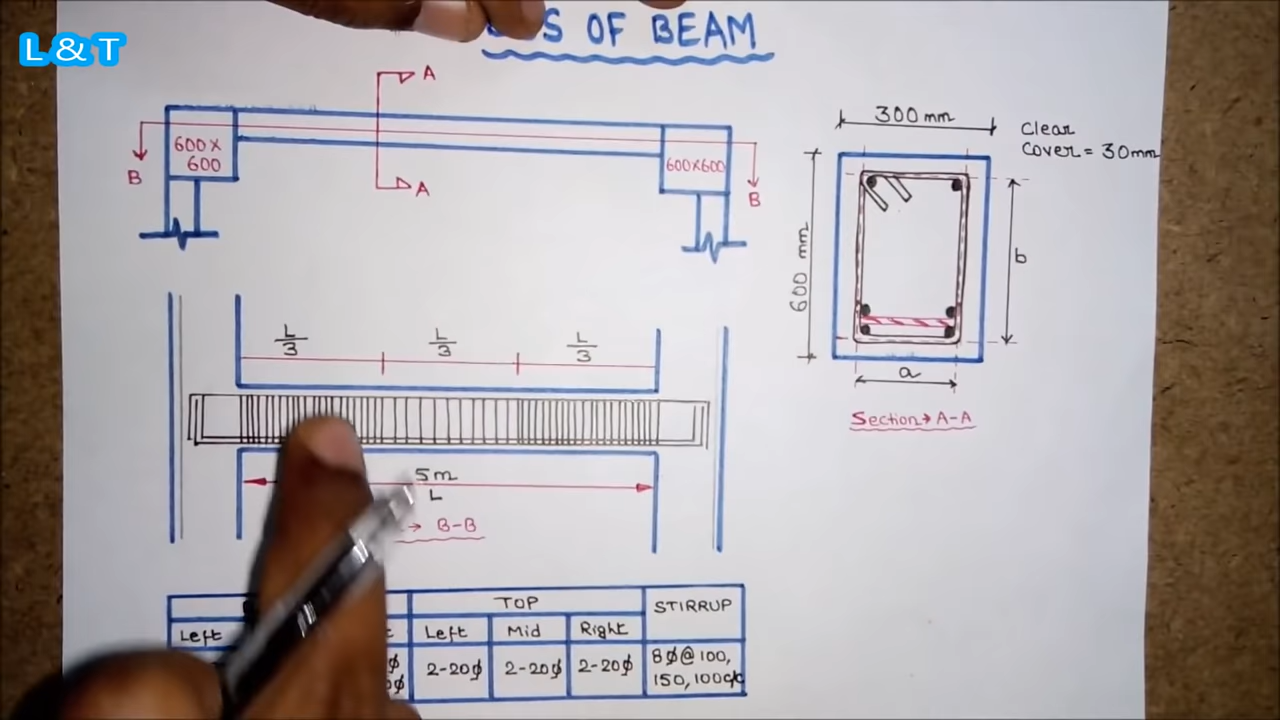 L & T
OF BEAM
A
600 X
600
600X600
B
A
B
300 mm
Clear
Cover = 30mm
600 mm
b
a
Section → A-A
L/3
L/3
L/3
5m
L
→ B-B
TOP
STIRRUP
Left
Left
Mid
Right
2-20ϕ
2-20ϕ
2-20ϕ
8ϕ@100,
150,100c/c